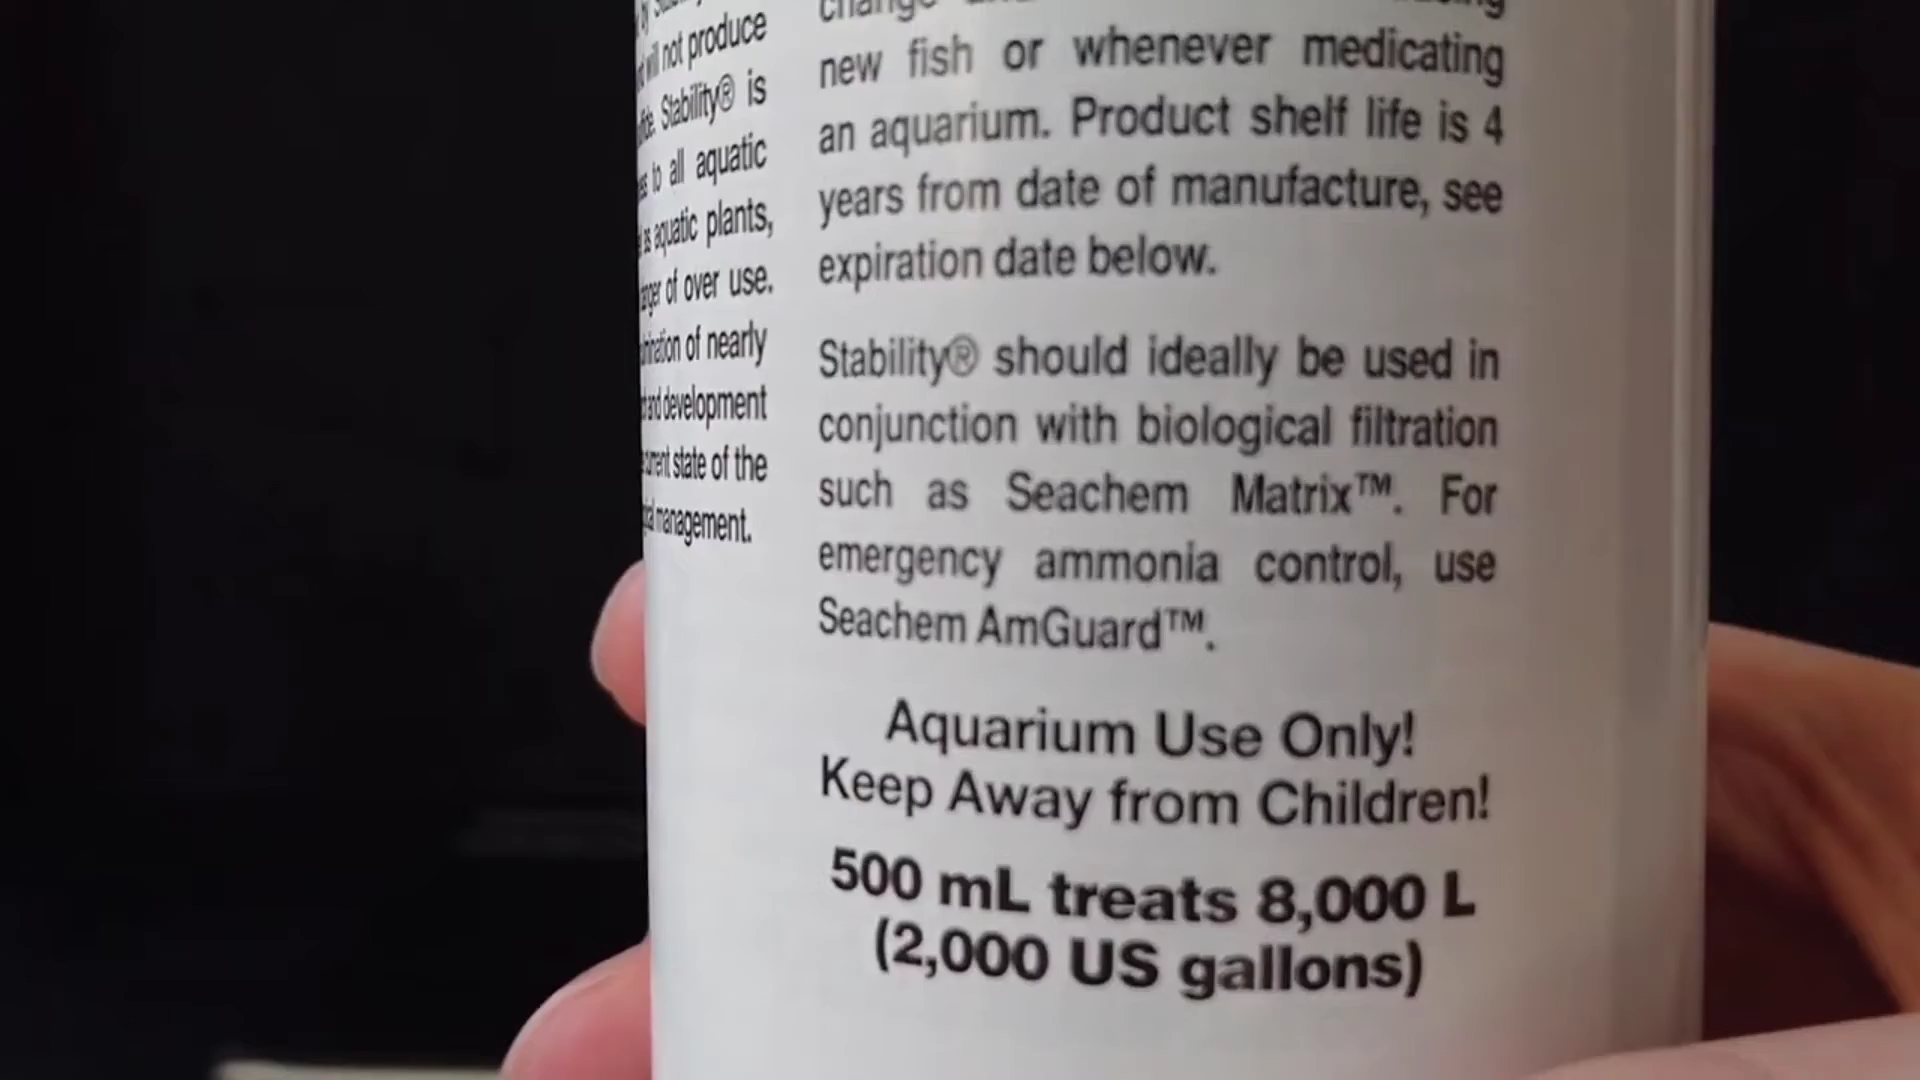 will not produce
Stability® is
to all aquatic
as aquatic plants,
of over use.
of nearly
and development
current state of the
management.
change
new fish or whenever medicating
an aquarium. Product shelf life is 4
years from date of manufacture, see
expiration date below.
Stability® should ideally be used in
conjunction with biological filtration
such as Seachem Matrix™. For
emergency ammonia control, use
Seachem AmGuard™.
Aquarium Use Only!
Keep Away from Children!
500 mL treats 8,000 L
(2,000 US gallons)